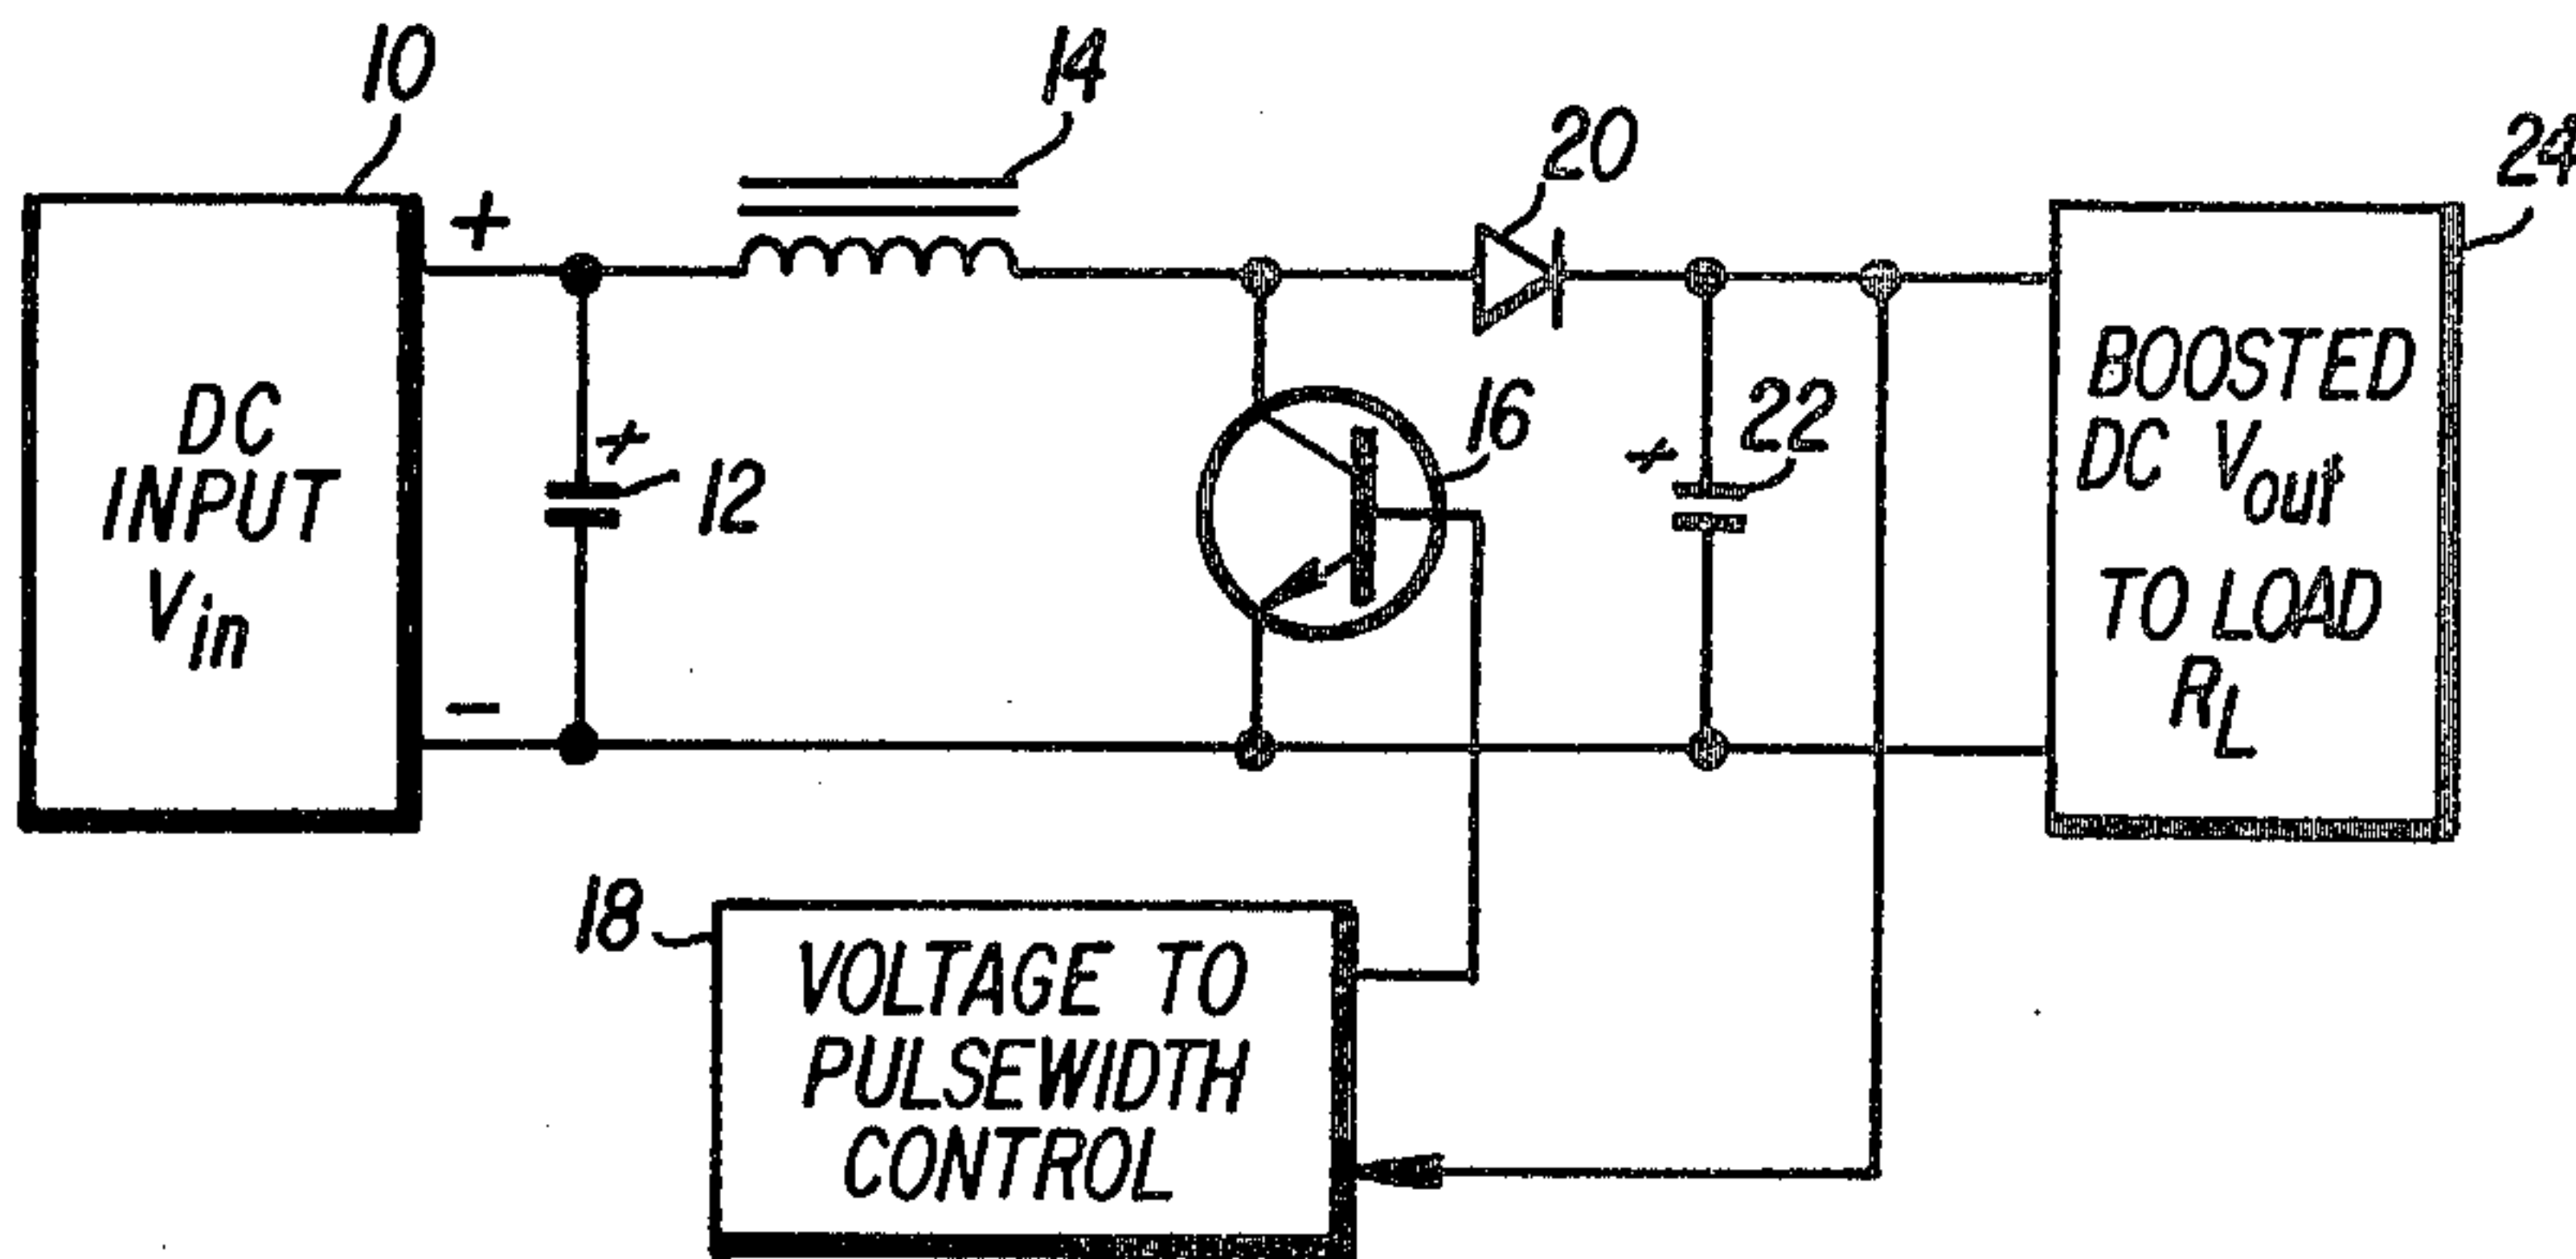 10
14
20
24
+
DC
INPUT
Vin
+
12
16
+
22
BOOSTED
DC Vout
TO LOAD
RL
-
18
VOLTAGE TO
PULSEWIDTH
CONTROL